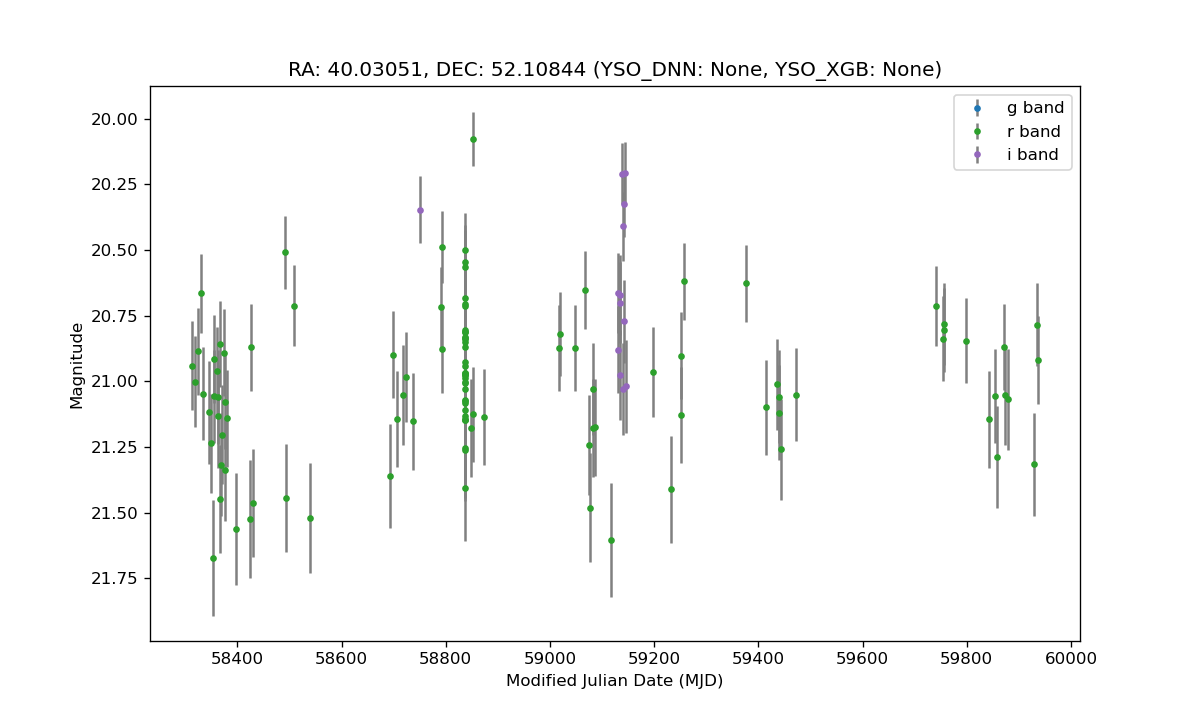 RA: 40.03051, DEC: 52.10844 (YSO_DNN: None, YSO_XGB: None)
g band
r band
i band
20.00
20.25
20.50
20.75
21.00
21.25
21.50
21.75
Magnitude
58400 58600 58800 59000 59200 59400 59600 59800 60000
Modified Julian Date (MJD)